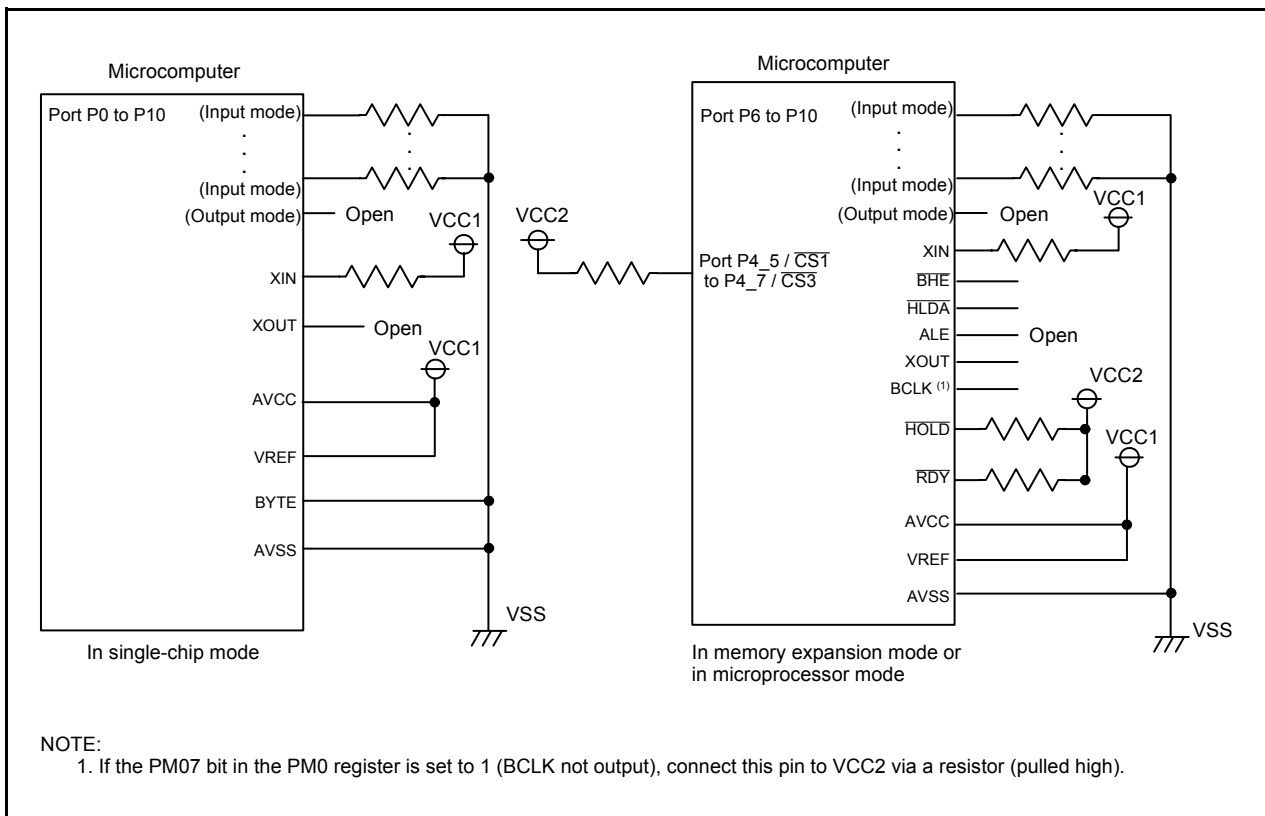 Microcomputer
Port P0 to P10
(Input mode)
.
.
.
(Input mode)
(Output mode)
Open
VCC1
XIN
XOUT
Open
VCC1
AVCC
VREF
BYTE
AVSS
VSS
In single-chip mode
Microcomputer
Port P6 to P10
(Input mode)
.
.
.
(Input mode)
(Output mode)
Open
VCC1
VCC2
Port P4_5 / CS1
to P4_7 / CS3
XIN
BHE
HLDA
ALE
Open
XOUT
BCLK (1)
VCC2
HOLD
VCC1
RDY
AVCC
VREF
AVSS
VSS
In memory expansion mode or
in microprocessor mode
NOTE:
1. If the PM07 bit in the PM0 register is set to 1 (BCLK not output), connect this pin to VCC2 via a resistor (pulled high).